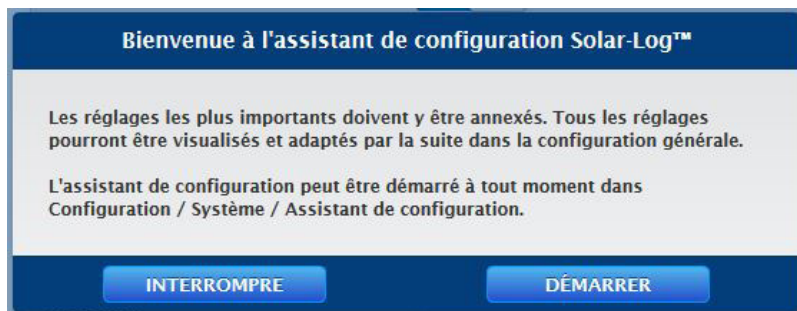 Bienvenue à l'assistant de configuration Solar-Log™
Les réglages les plus importants doivent y être annexés. Tous les réglages
pourront être visualisés et adaptés par la suite dans la configuration générale.
L'assistant de configuration peut être démarré à tout moment dans
Configuration / Système / Assistant de configuration.
INTERROMPRE
DÉMARRER